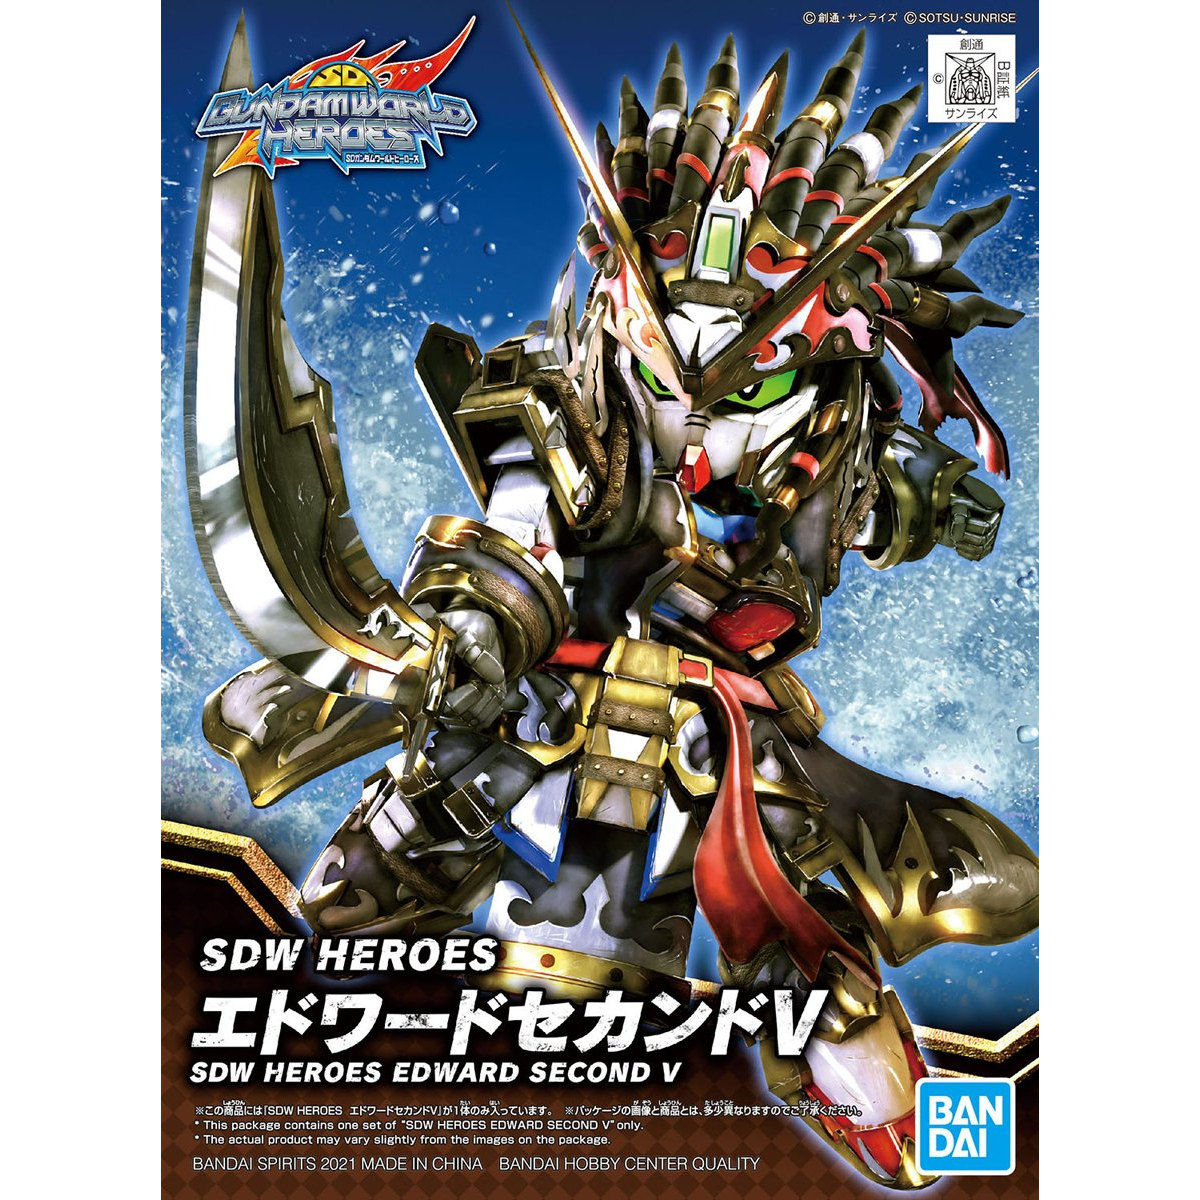 ©創通・サンライズ ©SOTSU・SUNRISE
SD
GUNDAM WORLD
HEROES
SDガンダムワールドヒーローズ
創通
©
B証紙
サンライズ
SDW HEROES
エドワードセカンドV
SDW HEROES EDWARD SECOND V
※この商品には「SDW HEROES エドワードセカンドV」が1体のみ入っています。 ※パッケージの画像と商品とは、多少異なりますのでご了承ください。
* This package contains one set of "SDW HEROES EDWARD SECOND V" only.
* The actual product may vary slightly from the images on the package.
BANDAI SPIRITS 2021 MADE IN CHINA BANDAI HOBBY CENTER QUALITY
BAN
DAI